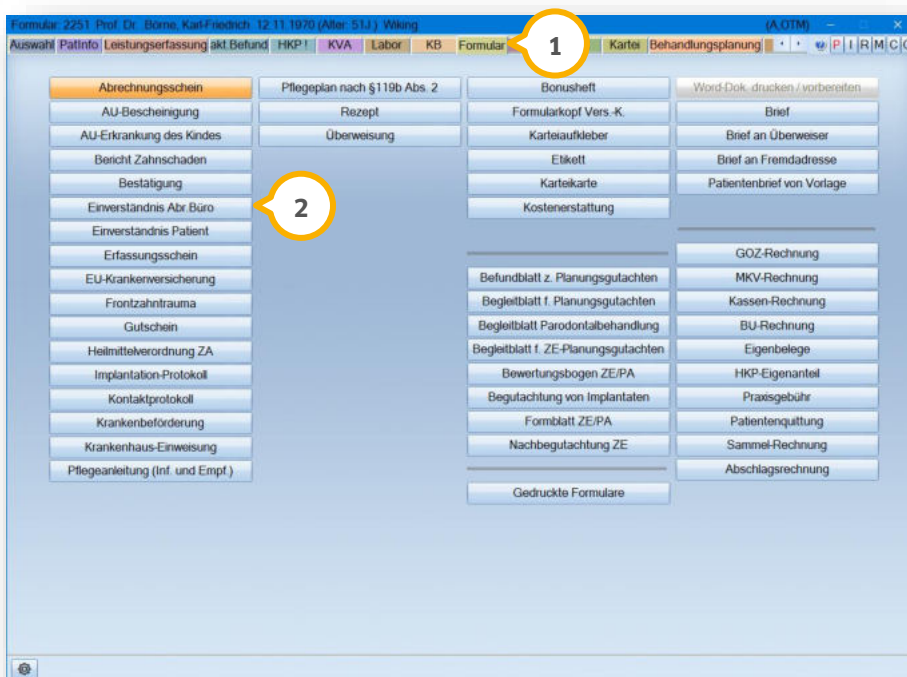 Formular: 2251 Prof. Dr. Börne, Karl-Friedrich 12.11.1970 (Alter: 51J.) Wiking (A,OTM)
Auswahl PatInfo Leistungserfassung akt.Befund HKP ! KVA Labor KB Formular 1 Kartei Behandlungsplanung P I R M C
Abrechnungsschein
AU-Bescheinigung
AU-Erkrankung des Kindes
Bericht Zahnschaden
Bestätigung
Einverständnis Abr.Büro
2
Einverständnis Patient
Erfassungsschein
EU-Krankenversicherung
Frontzahntrauma
Gutschein
Heilmittelverordnung ZA
Implantation-Protokoll
Kontaktprotokoll
Krankenbeförderung
Krankenhaus-Einweisung
Pflegeanleitung (Inf. und Empf.)
Pflegeplan nach §119b Abs. 2
Rezept
Überweisung
Bonusheft
Formularkopf Vers.-K.
Karteiaufkleber
Etikett
Karteikarte
Kostenerstattung
Befundblatt z. Planungsgutachten
Begleitblatt f. Planungsgutachten
Begleitblatt Parodontalbehandlung
Begleitblatt f. ZE-Planungsgutachten
Bewertungsbogen ZE/PA
Begutachtung von Implantaten
Formblatt ZE/PA
Nachbegutachtung ZE
Gedruckte Formulare
Word-Dok. drucken / vorbereiten
Brief
Brief an Überweiser
Brief an Fremdadresse
Patientenbrief von Vorlage
GOZ-Rechnung
MKV-Rechnung
Kassen-Rechnung
BU-Rechnung
Eigenbelege
HKP-Eigenanteil
Praxisgebühr
Patientenquittung
Sammel-Rechnung
Abschlagsrechnung